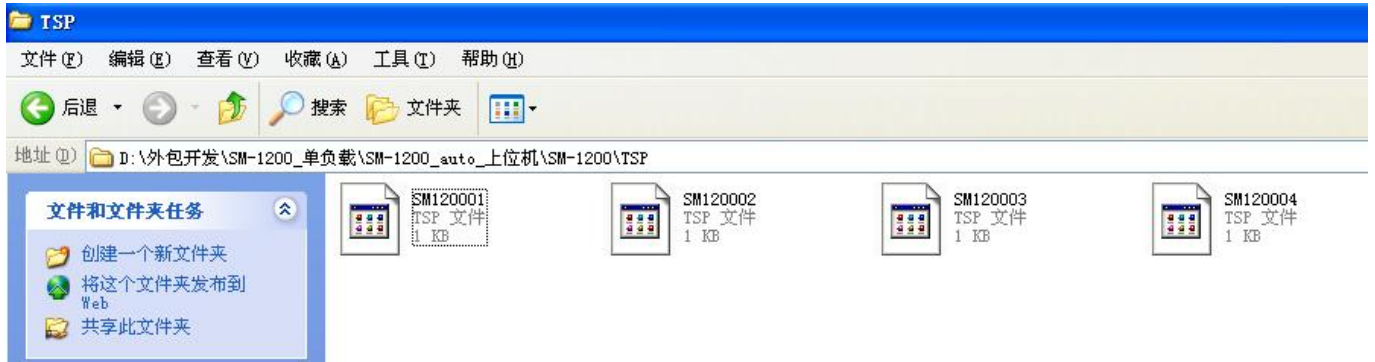 TSP
文件(F) 编辑(E) 查看(V) 收藏(A) 工具(T) 帮助(H)
后退 搜索 文件夹
地址(D) D:\外包开发\SM-1200_单负载\SM-1200_auto_上位机\SM-1200\TSP
文件和文件夹任务
创建一个新文件夹
将这个文件夹发布到
Web
共享此文件夹
SM120001
TSP 文件
1 KB
SM120002
TSP 文件
1 KB
SM120003
TSP 文件
1 KB
SM120004
TSP 文件
1 KB